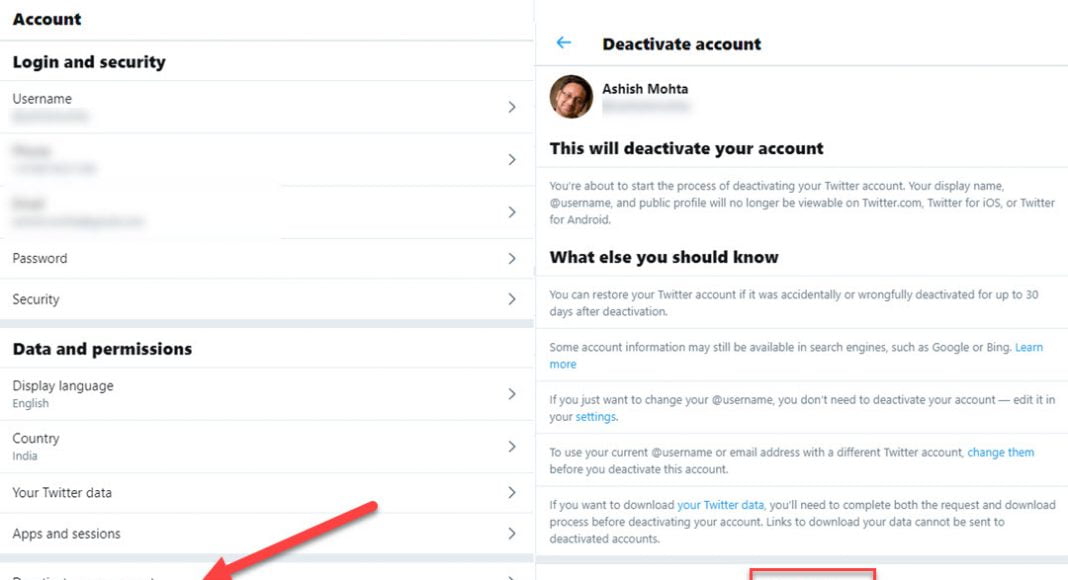 Account
Login and security
Username
Password
Security
Data and permissions
Display language
English
Country
India
Your Twitter data
Apps and sessions
Deactivate account
Ashish Mohta
This will deactivate your account
You're about to start the process of deactivating your Twitter account. Your display name,
@username, and public profile will no longer be viewable on Twitter.com, Twitter for iOS, or Twitter
for Android.
What else you should know
You can restore your Twitter account if it was accidentally or wrongfully deactivated for up to 30
days after deactivation.
Some account information may still be available in search engines, such as Google or Bing. Learn
more
If you just want to change your @username, you don't need to deactivate your account — edit it in
your settings.
To use your current @username or email address with a different Twitter account, change them
before you deactivate this account.
If you want to download your Twitter data, you'll need to complete both the request and download
process before deactivating your account. Links to download your data cannot be sent to
deactivated accounts.